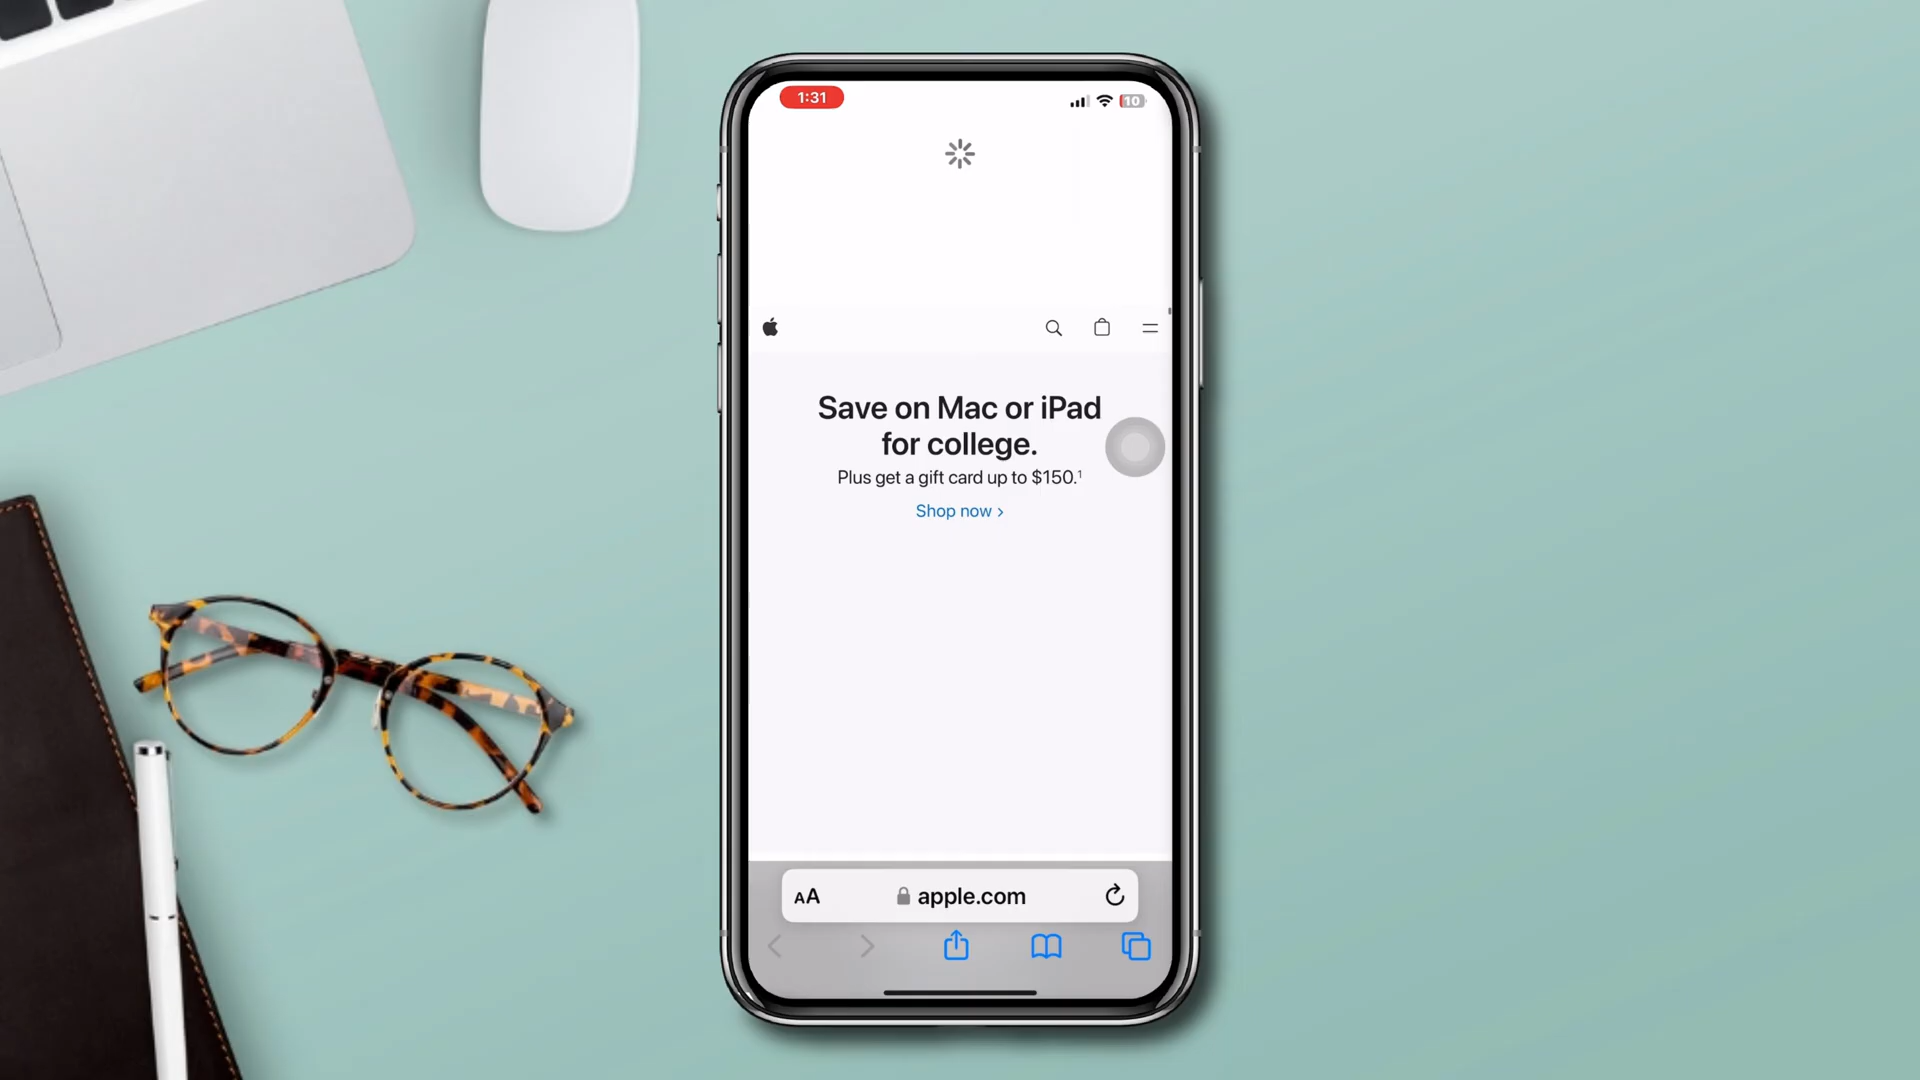 1:31
10
Save on Mac or iPad
for college.
Plus get a gift card up to $150.¹
Shop now >
AA
apple.com